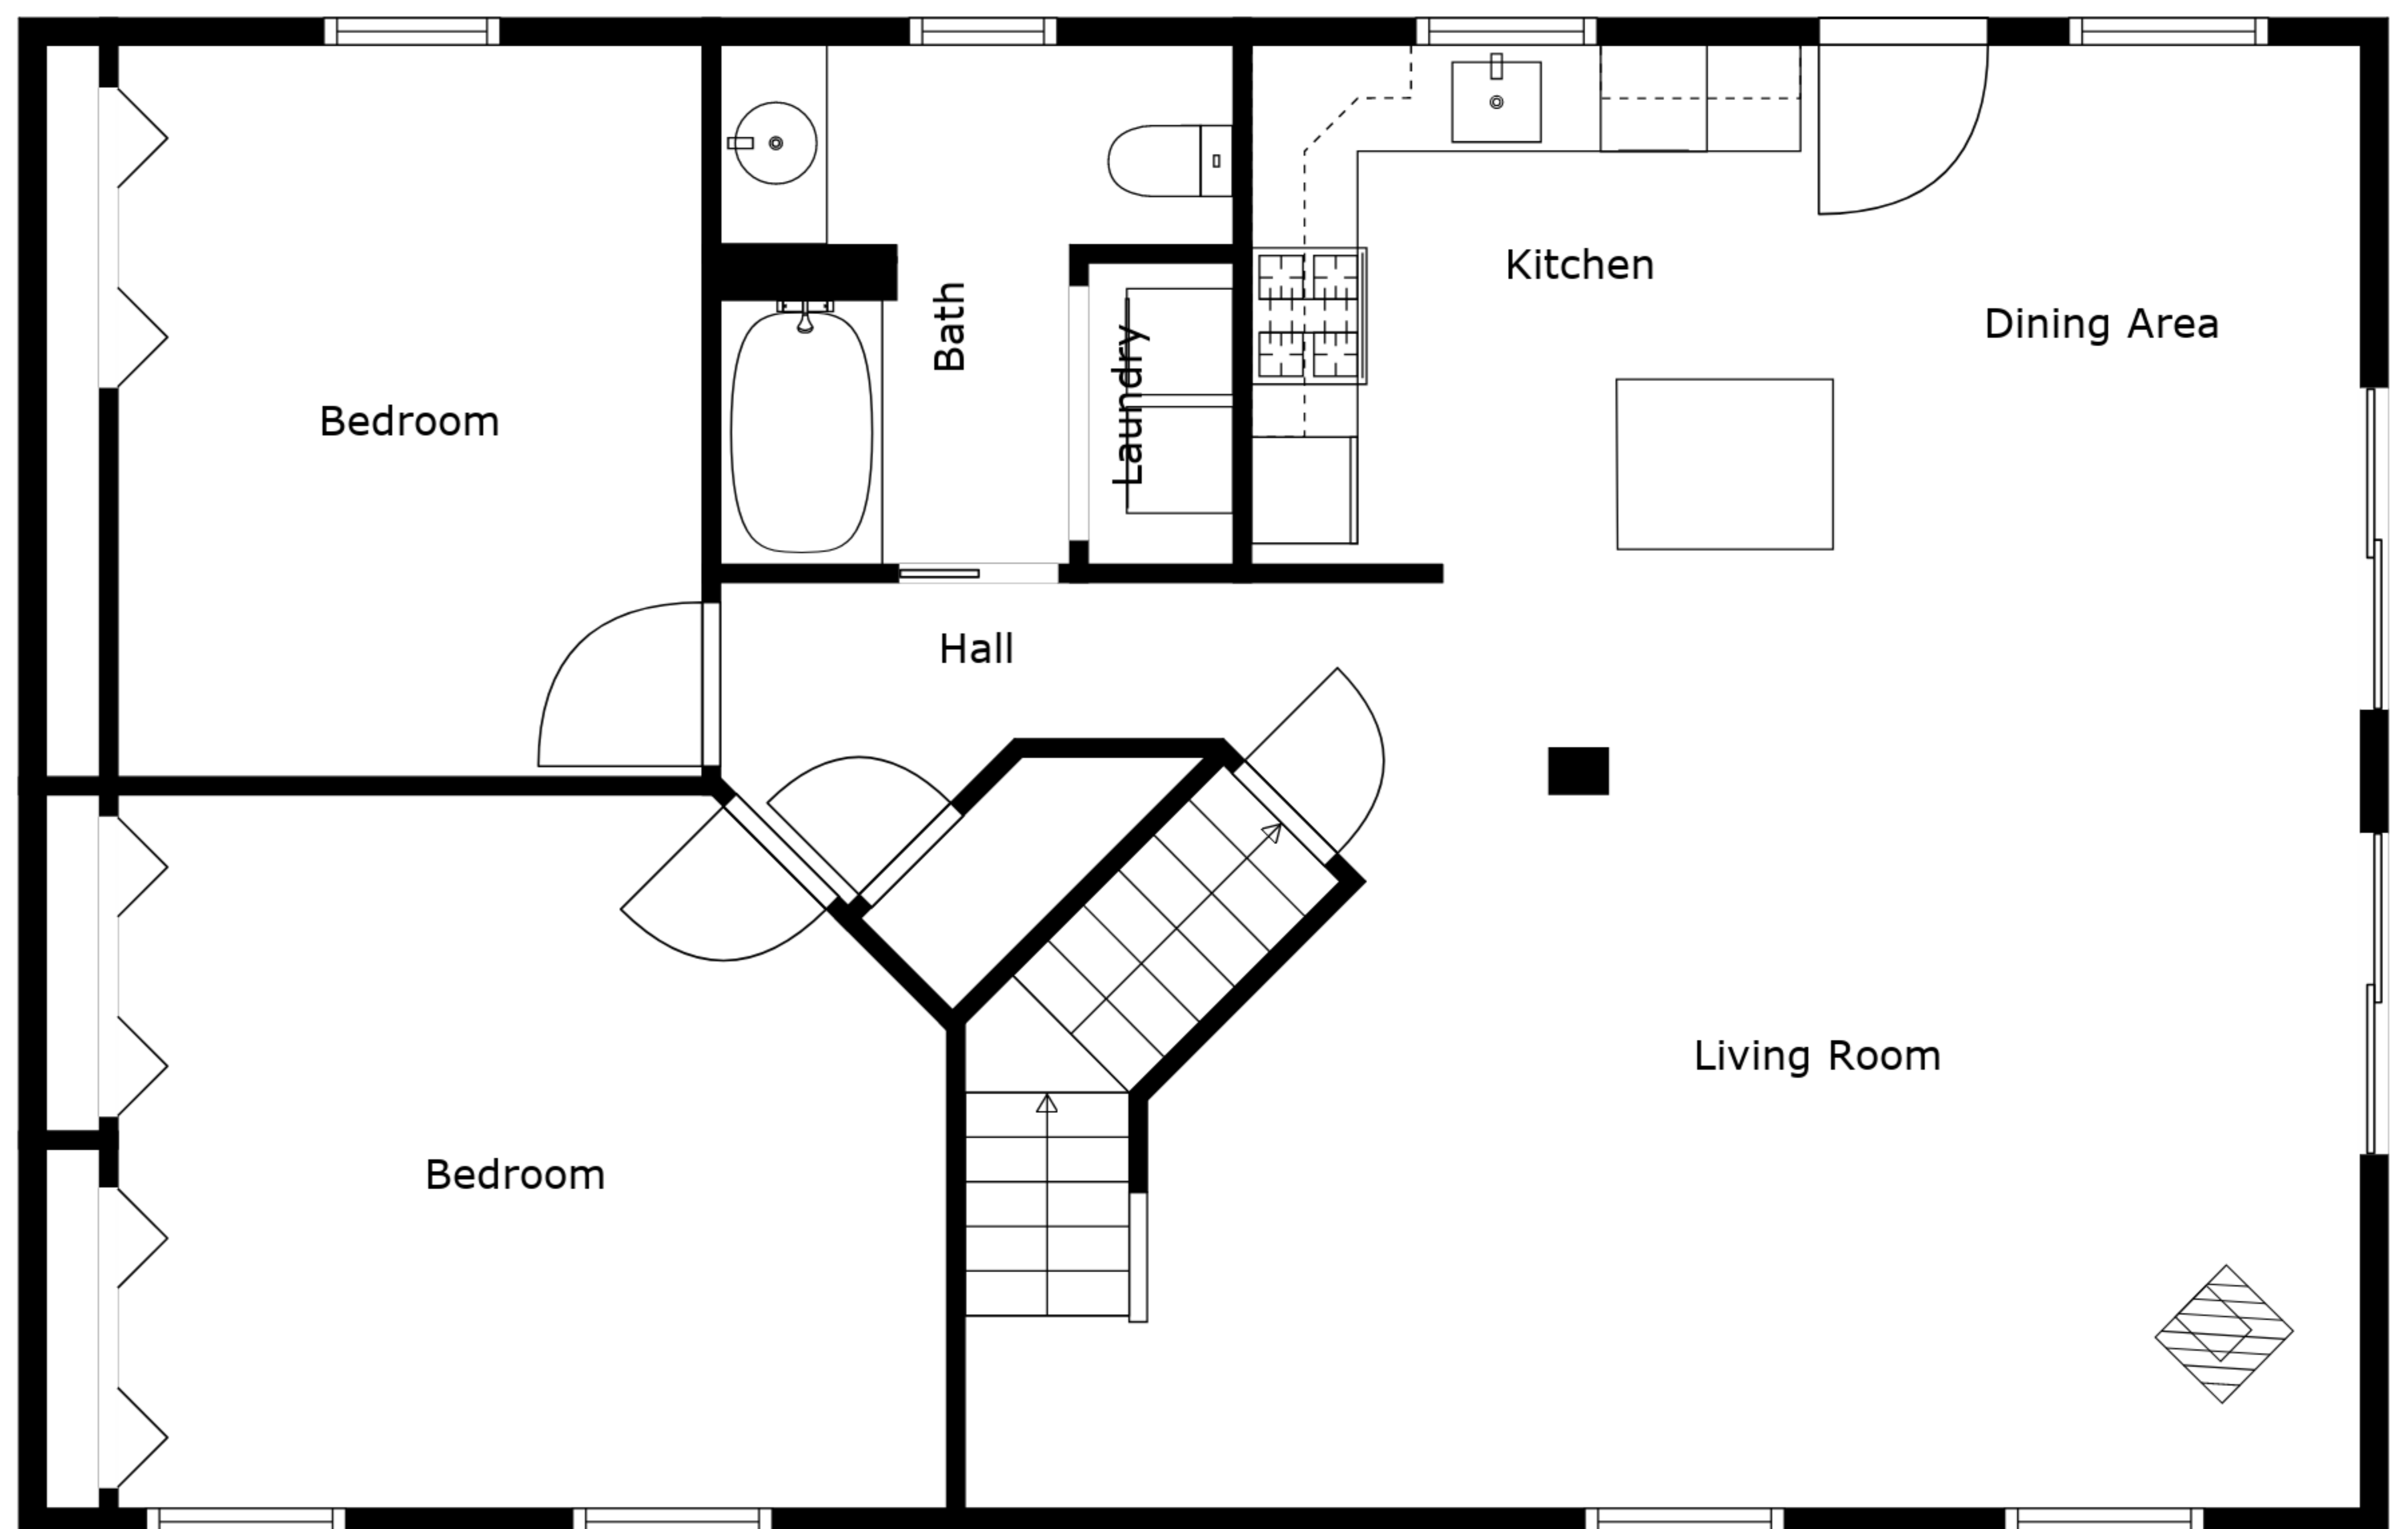 Kitchen
Dining Area
Bath
Laundry
Bedroom
Hall
Living Room
Bedroom